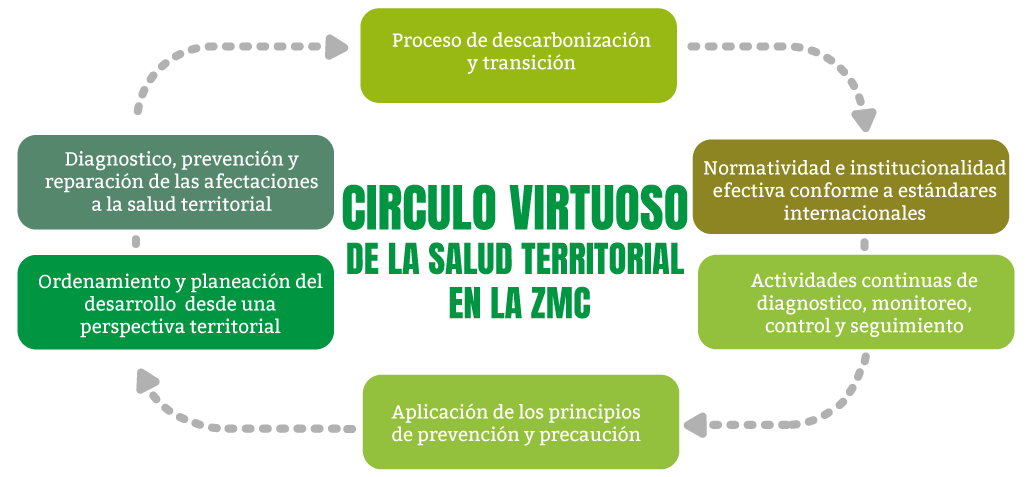 Proceso de descarbonización
y transición
Diagnostico, prevención y
reparación de las afectaciones
a la salud territorial
Normatividad e institucionalidad
efectiva conforme a estándares
internacionales
CIRCULO VIRTUOSO
DE LA SALUD TERRITORIAL
EN LA ZMC
Ordenamiento y planeación del
desarrollo desde una
perspectiva territorial
Actividades continuas de
diagnostico, monitoreo,
control y seguimiento
Aplicación de los principios
de prevención y precaución